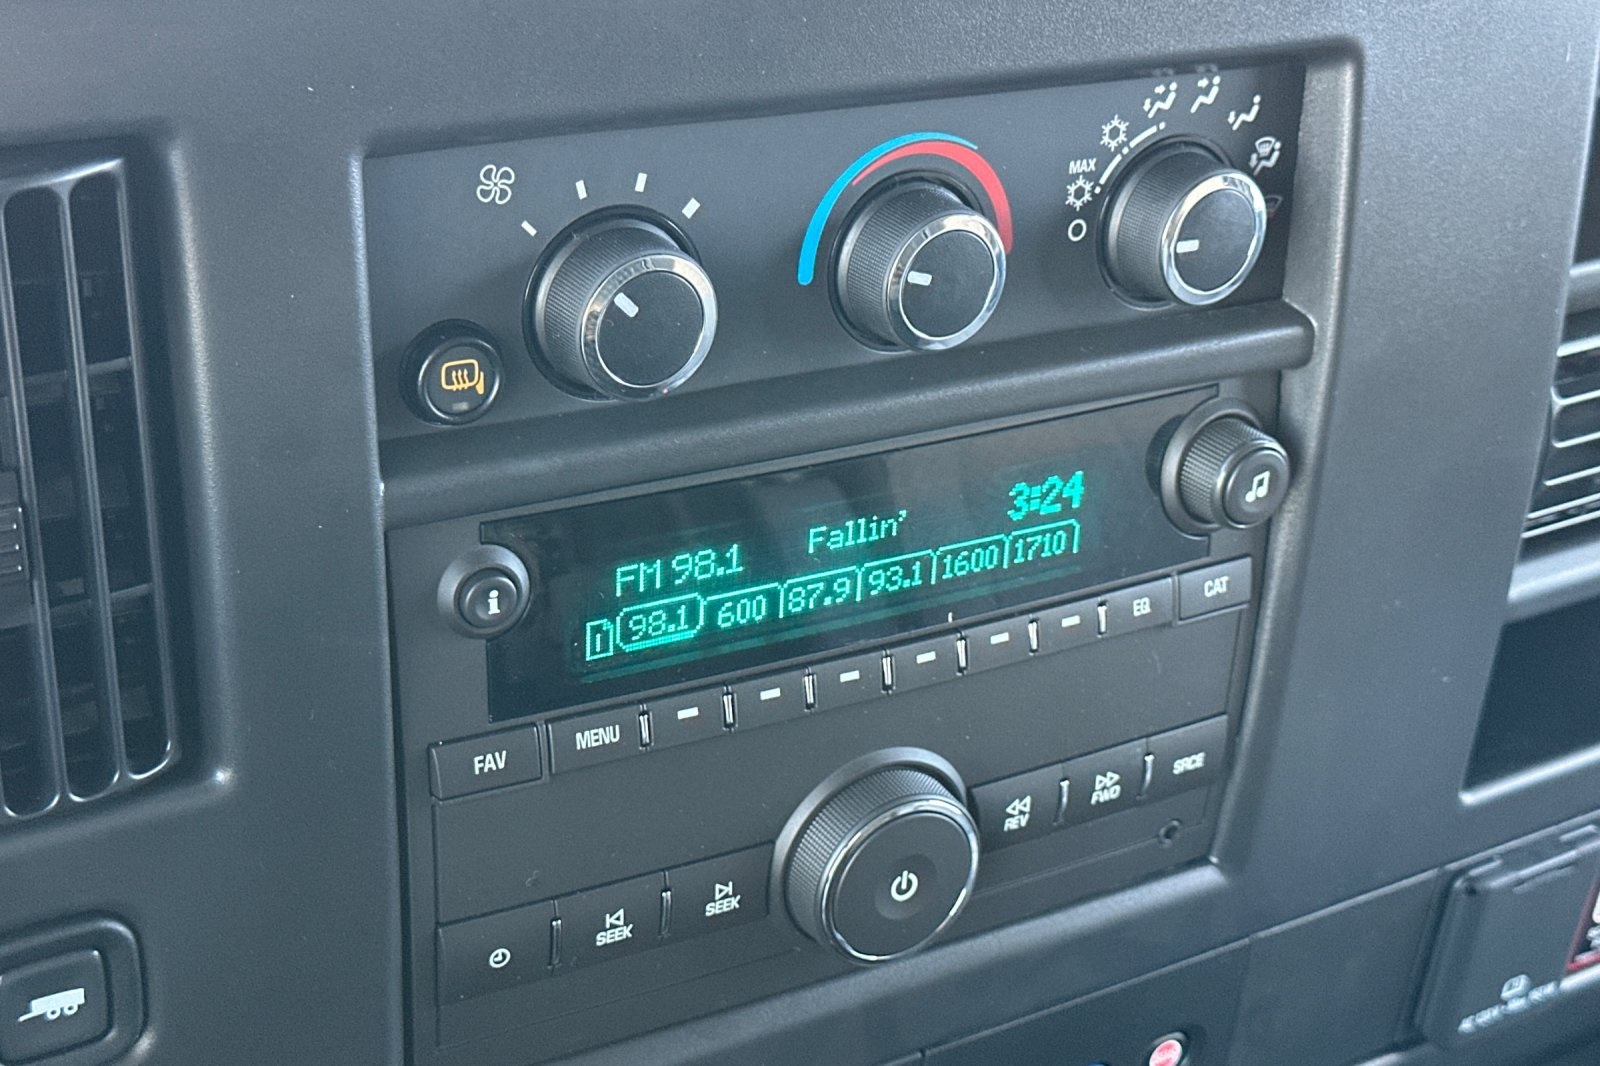 MAX
3:24
FM 98.1 Fallin'
98.1 600 87.9 93.1 1600 1710
i
FAV MENU EQ CAT
REV FWD SRCE
SEEK SEEK